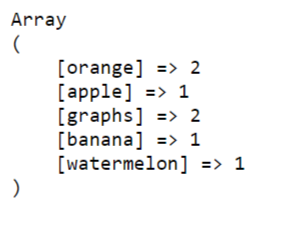 Array
(
    [orange] => 2
    [apple] => 1
    [graphs] => 2
    [banana] => 1
    [watermelon] => 1
)